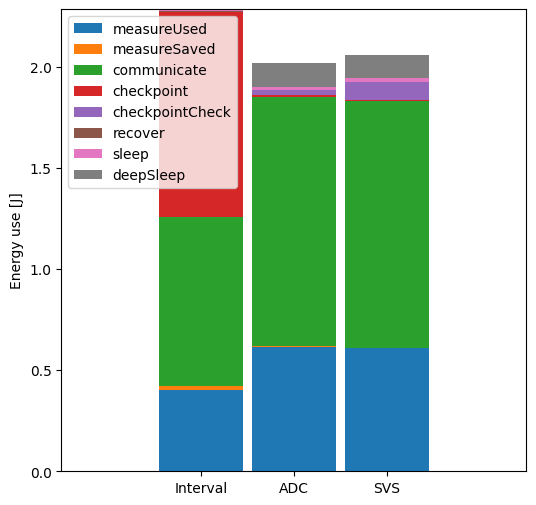 measureUsed
measureSaved
communicate
checkpoint
checkpointCheck
recover
sleep
deepSleep
Energy use [J]
2.0
1.5
1.0
0.5
0.0
Interval ADC SVS